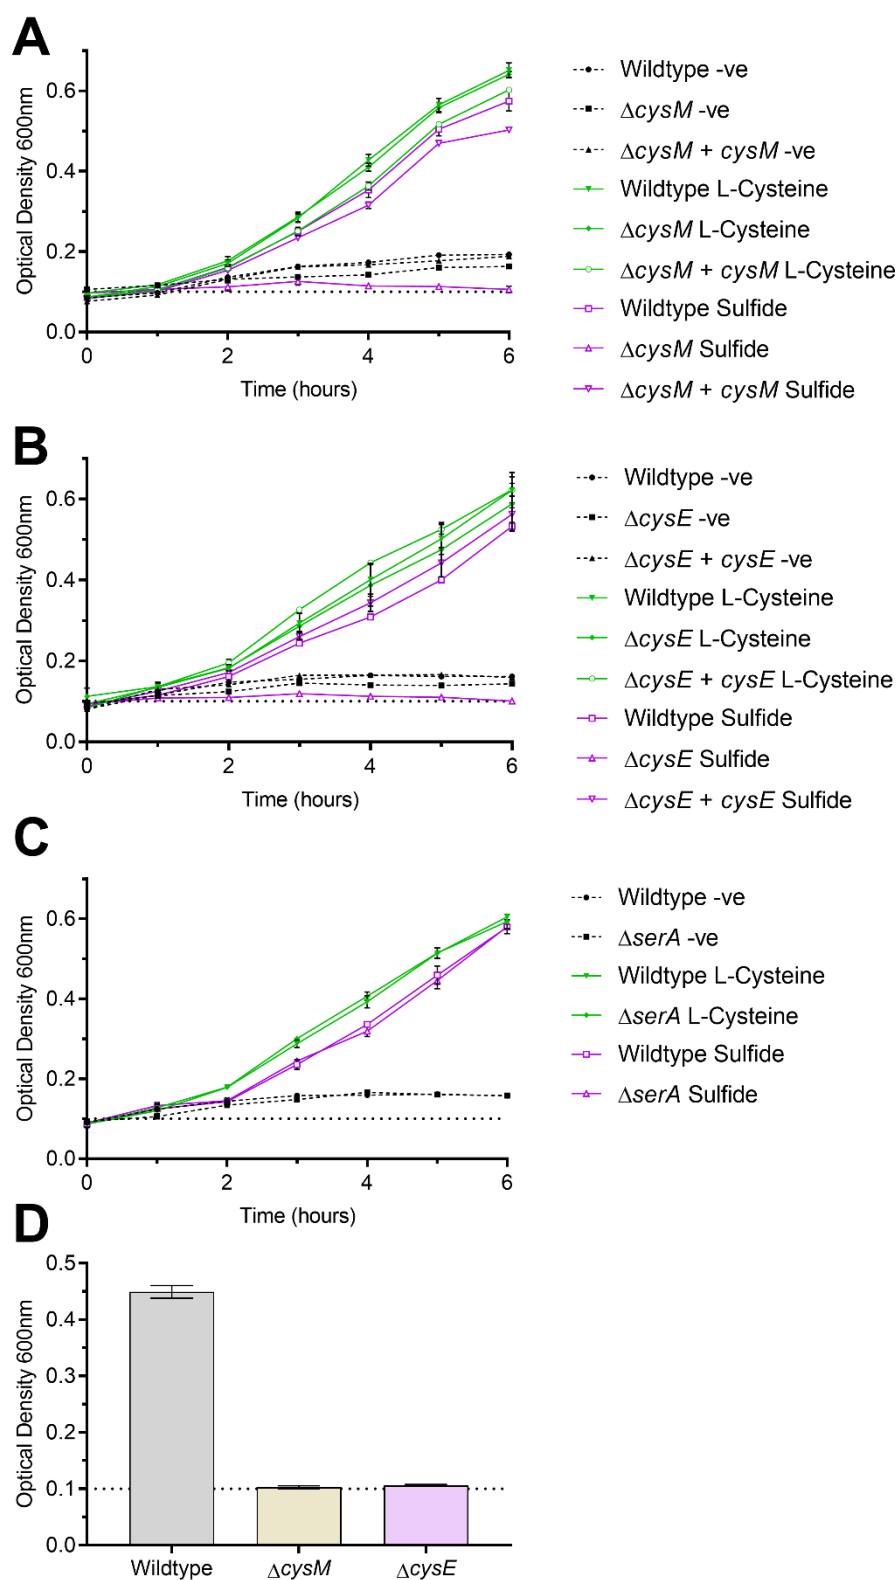 A
Optical Density 600nm
0.6
0.4
0.2
0.0
0
2
4
6
Time (hours)
Wildtype -ve
ΔcysM -ve
ΔcysM + cysM -ve
Wildtype L-Cysteine
ΔcysM L-Cysteine
ΔcysM + cysM L-Cysteine
Wildtype Sulfide
ΔcysM Sulfide
ΔcysM + cysM Sulfide
B
Optical Density 600nm
0.6
0.4
0.2
0.0
0
2
4
6
Time (hours)
Wildtype -ve
ΔcysE -ve
ΔcysE + cysE -ve
Wildtype L-Cysteine
ΔcysE L-Cysteine
ΔcysE + cysE L-Cysteine
Wildtype Sulfide
ΔcysE Sulfide
ΔcysE + cysE Sulfide
C
Optical Density 600nm
0.6
0.4
0.2
0.0
0
2
4
6
Time (hours)
Wildtype -ve
ΔserA -ve
Wildtype L-Cysteine
ΔserA L-Cysteine
Wildtype Sulfide
ΔserA Sulfide
D
Optical Density 600nm
0.5
0.4
0.3
0.2
0.1
0.0
Wildtype
ΔcysM
ΔcysE